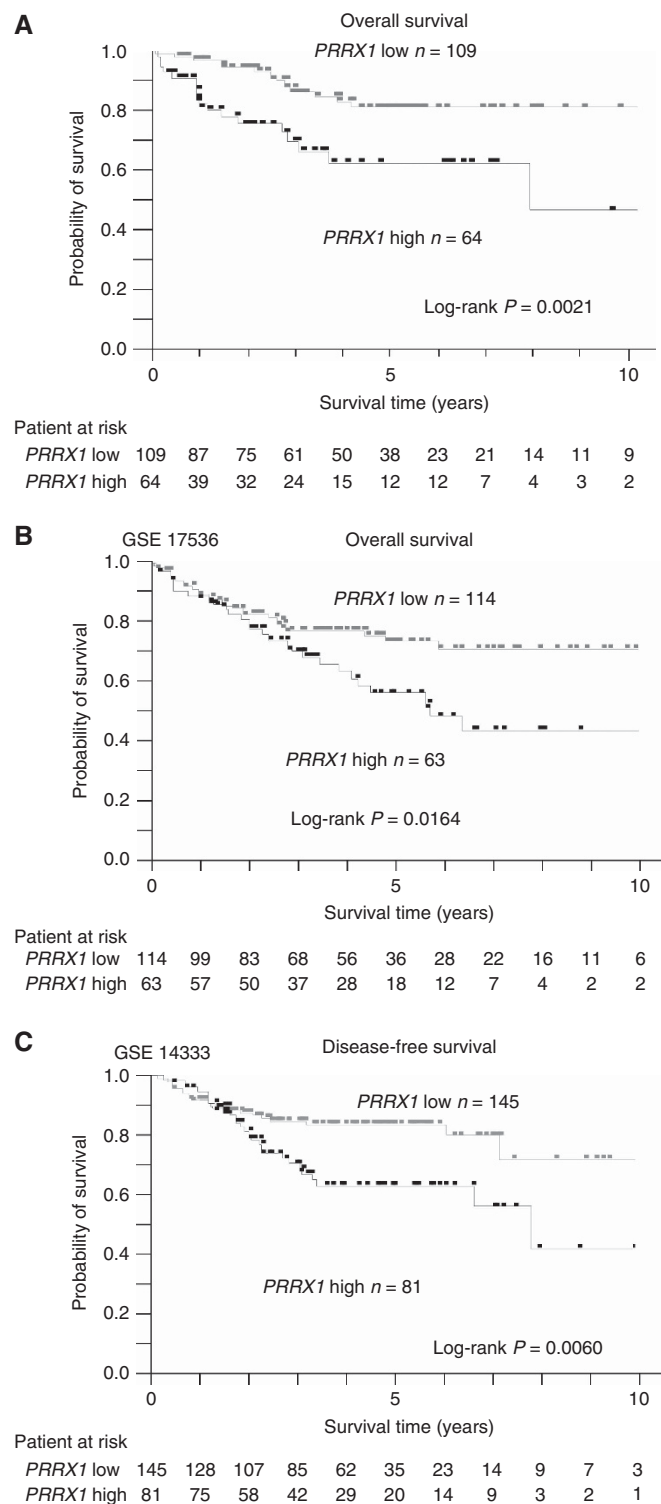 A
Overall survival
PRRX1 low n = 109
1.0
0.8
0.6
0.4
0.2
0.0
Probability of survival
PRRX1 high n = 64
Log-rank P = 0.0021
0 5 10
Survival time (years)
Patient at risk
PRRX1 low 109 87 75 61 50 38 23 21 14 11 9
PRRX1 high 64 39 32 24 15 12 12 7 4 3 2
B
GSE 17536 Overall survival
1.0
0.8
0.6
0.4
0.2
0.0
Probability of survival
PRRX1 low n = 114
PRRX1 high n = 63
Log-rank P = 0.0164
0 5 10
Survival time (years)
Patient at risk
PRRX1 low 114 99 83 68 56 36 28 22 16 11 6
PRRX1 high 63 57 50 37 28 18 12 7 4 2 2
C
GSE 14333 Disease-free survival
1.0
0.8
0.6
0.4
0.2
0.0
Probability of survival
PRRX1 low n = 145
PRRX1 high n = 81
Log-rank P = 0.0060
0 5 10
Survival time (years)
Patient at risk
PRRX1 low 145 128 107 85 62 35 23 14 9 7 3
PRRX1 high 81 75 58 42 29 20 14 9 3 2 1